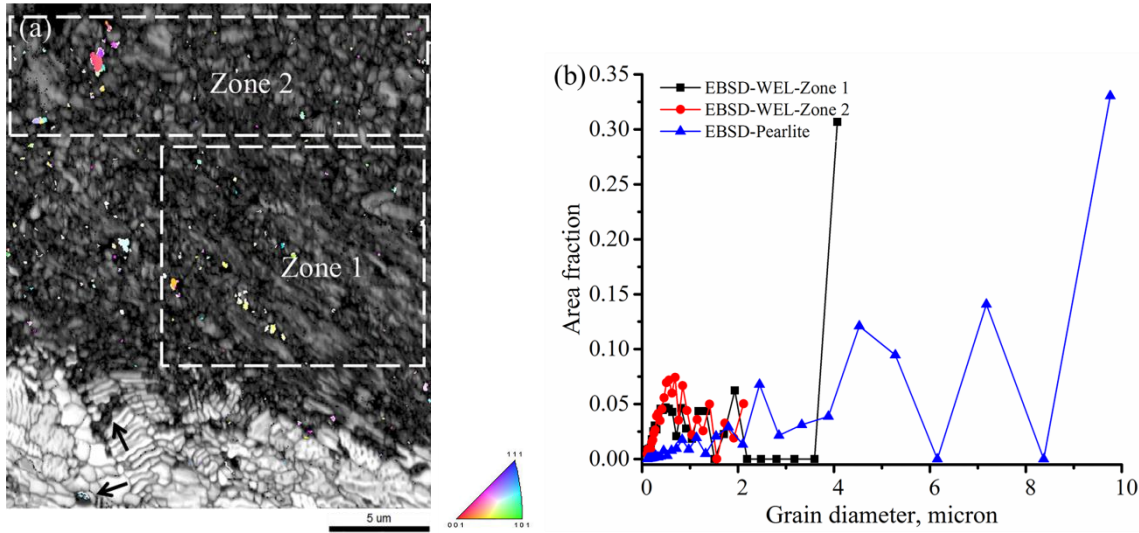 (a)
Zone 2
Zone 1
5 um
111
001
101
(b)
EBSD-WEL-Zone 1
EBSD-WEL-Zone 2
EBSD-Pearlite
0.35
0.30
0.25
0.20
0.15
0.10
0.05
0.00
Area fraction
0 2 4 6 8 10
Grain diameter, micron